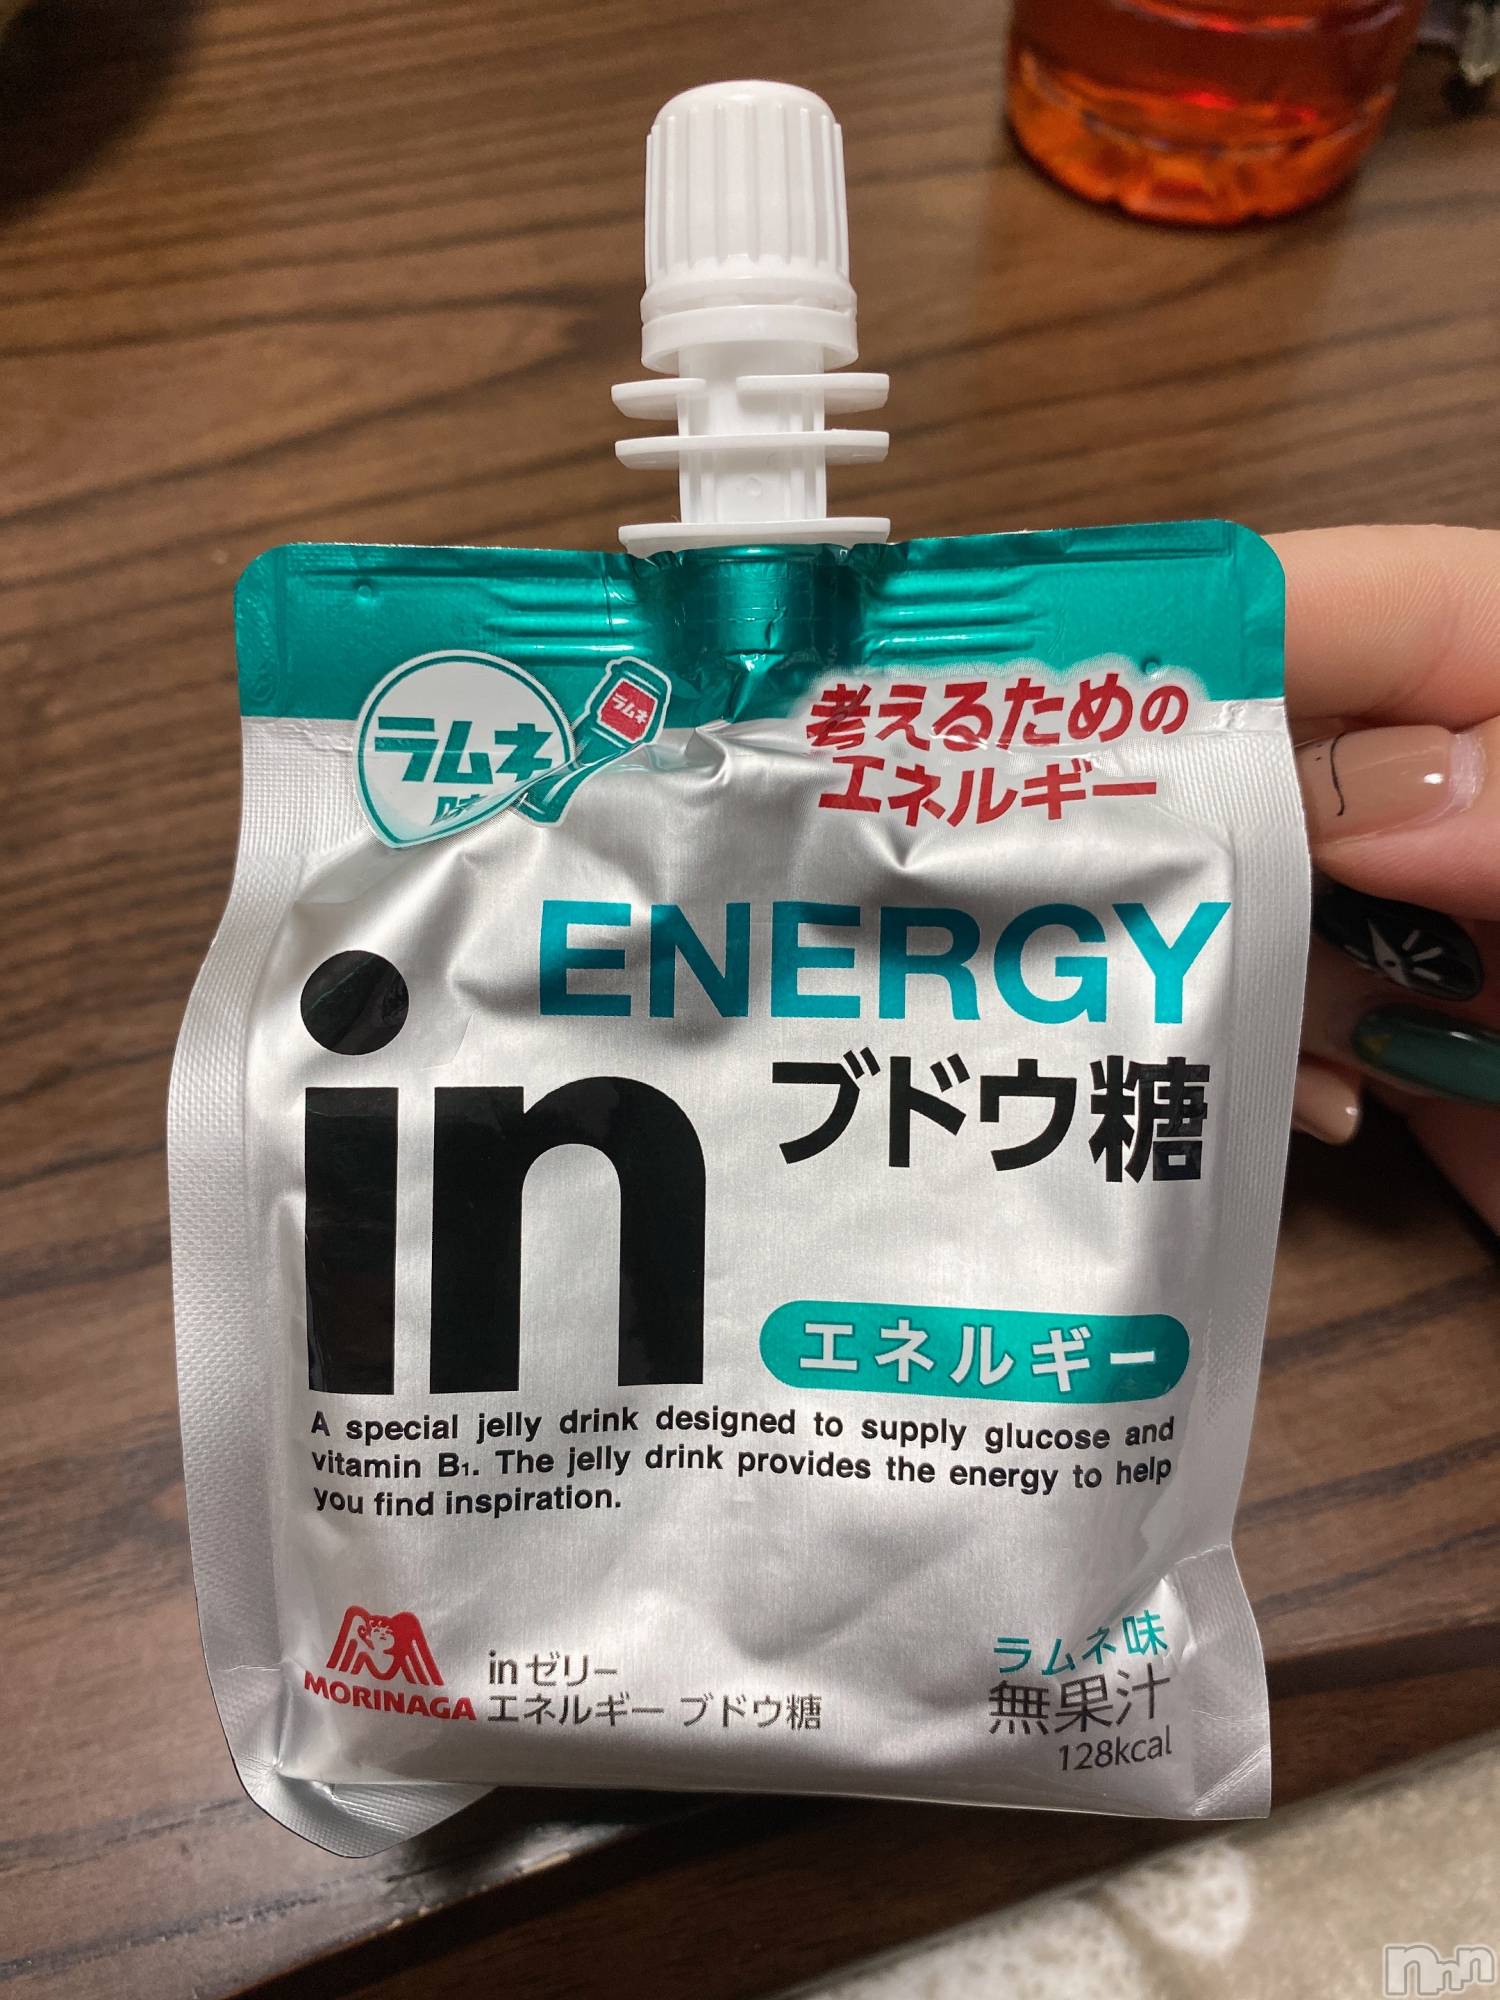 ラムネ
味
ラムネ
考えるための
エネルギー
ENERGY
in
ブドウ糖
エネルギー
A special jelly drink designed to supply glucose and
vitamin B1. The jelly drink provides the energy to help
you find inspiration.
MORINAGA
inゼリー
エネルギー ブドウ糖
ラムネ味
無果汁
128kcal
nnn